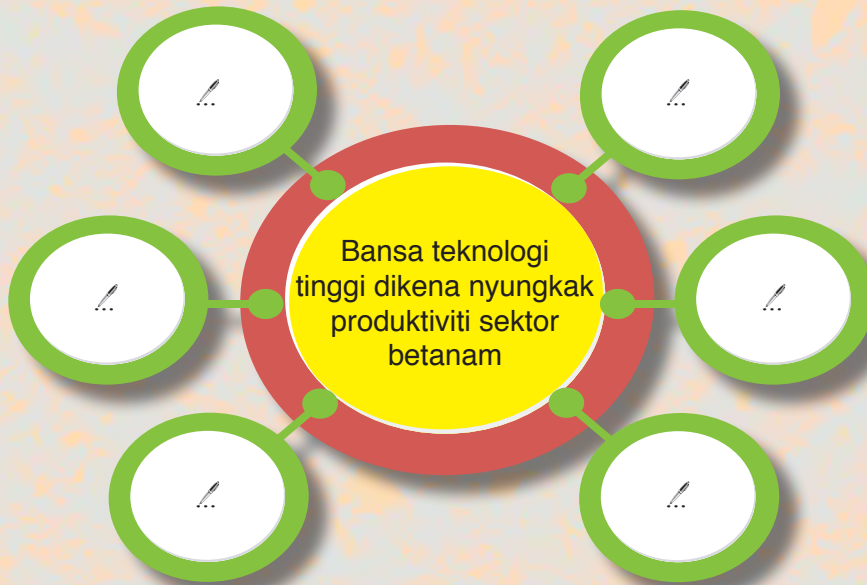 ...
...
Bansa teknologi
tinggi dikena nyungkak
produktiviti sektor
betanam
...
...
...
...